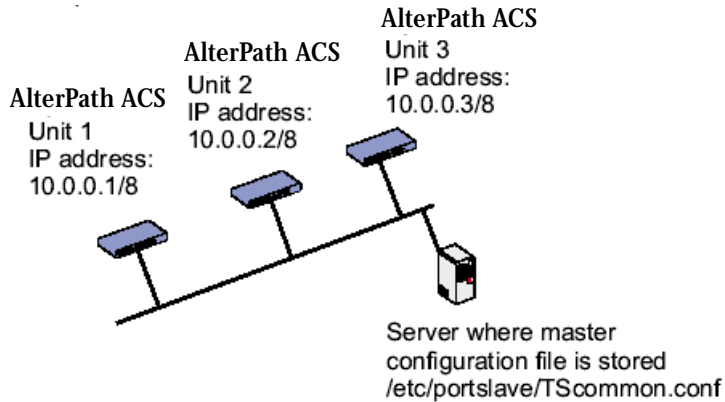 AlterPath ACS
Unit 1
IP address:
10.0.0.1/8
AlterPath ACS
Unit 2
IP address:
10.0.0.2/8
AlterPath ACS
Unit 3
IP address:
10.0.0.3/8
Server where master
configuration file is stored
/etc/portslave/TScommon.conf